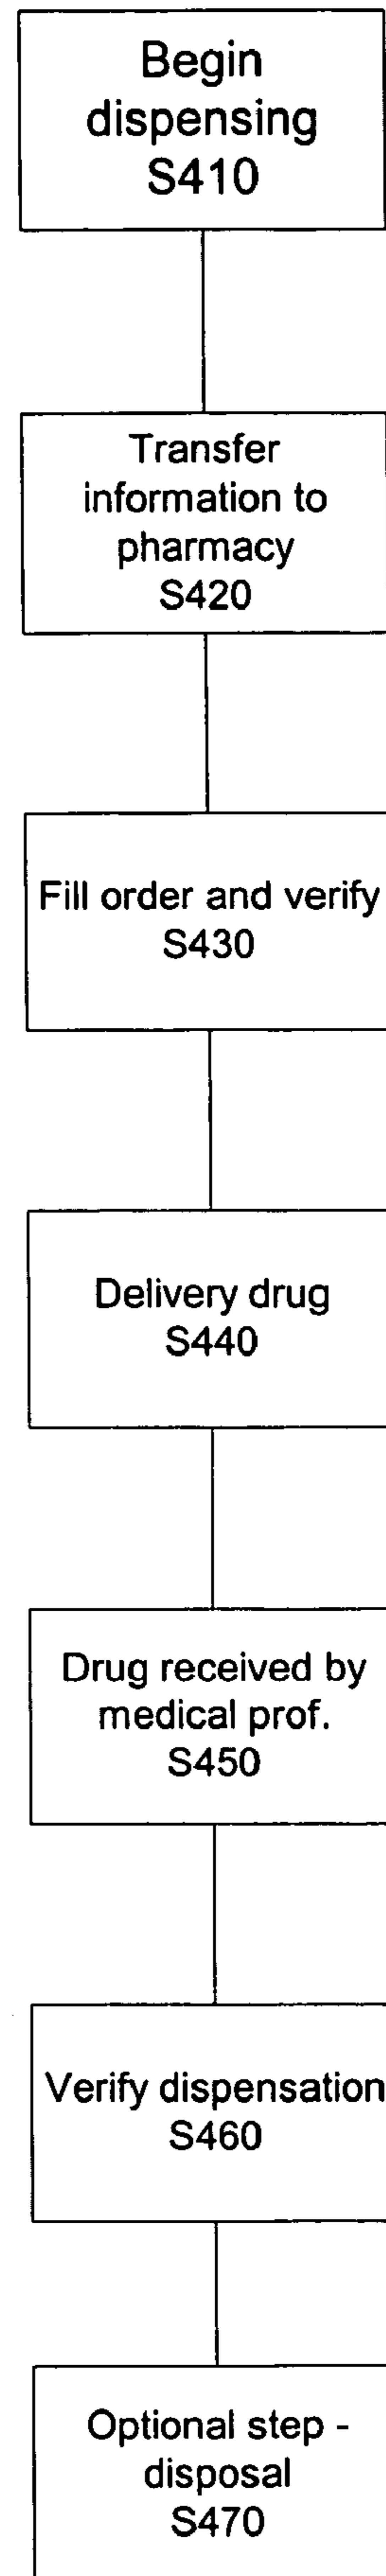 Begin
dispensing
S410
Transfer
information to
pharmacy
S420
Fill order and verify
S430
Delivery drug
S440
Drug received by
medical prof.
S450
Verify dispensation
S460
Optional step -
disposal
S470